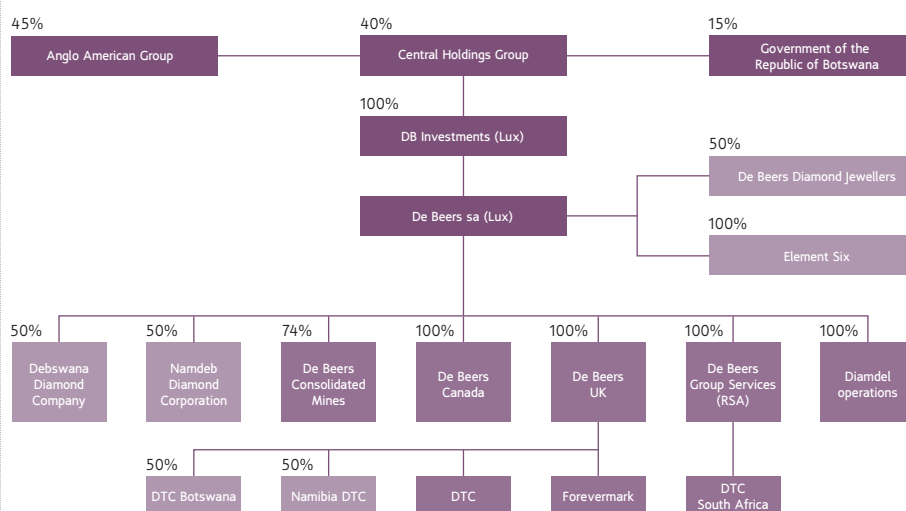 45%
40%
15%
Anglo American Group
Central Holdings Group
Government of the
Republic of Botswana
100%
DB Investments (Lux)
50%
De Beers Diamond Jewellers
De Beers sa (Lux)
100%
Element Six
50%
50%
74%
100%
100%
100%
100%
Debswana
Diamond
Company
Namdeb
Diamond
Corporation
De Beers
Consolidated
Mines
De Beers
Canada
De Beers
UK
De Beers
Group Services
(RSA)
Diamdel
operations
50%
50%
DTC Botswana
Namibia DTC
DTC
Forevermark
DTC
South Africa